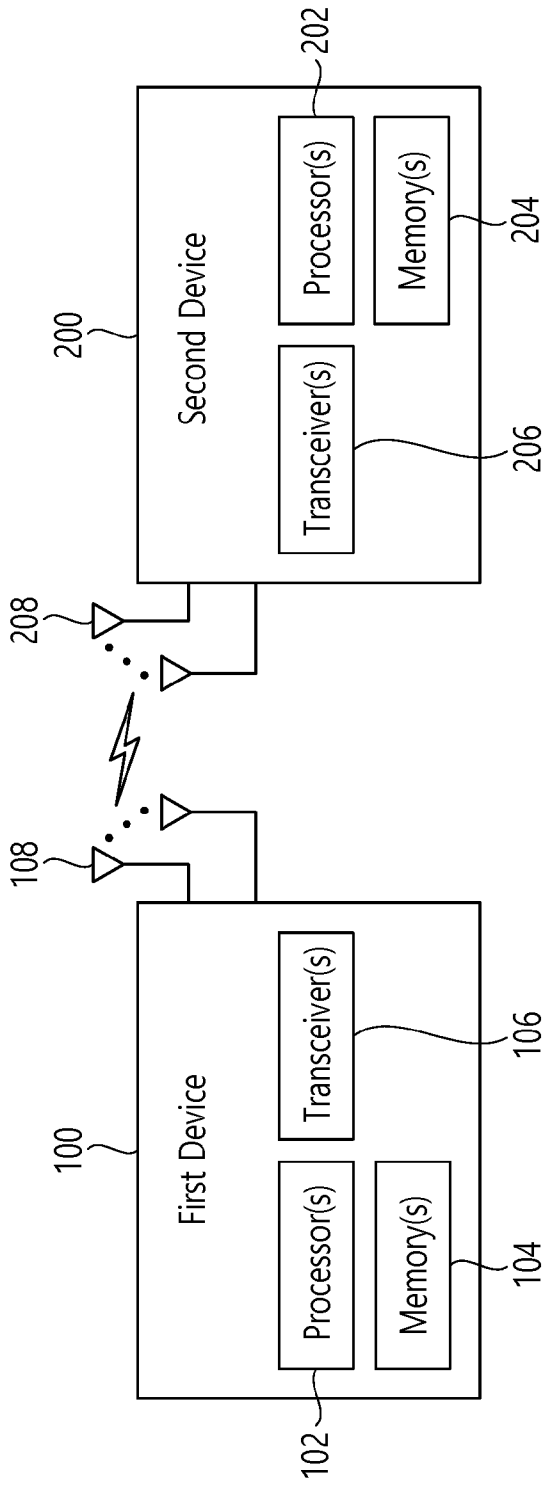 100
First Device
108
Processor(s)
Transceiver(s)
Memory(s)
102
104
106
208
200
Second Device
Transceiver(s)
Processor(s)
Memory(s)
202
206
204